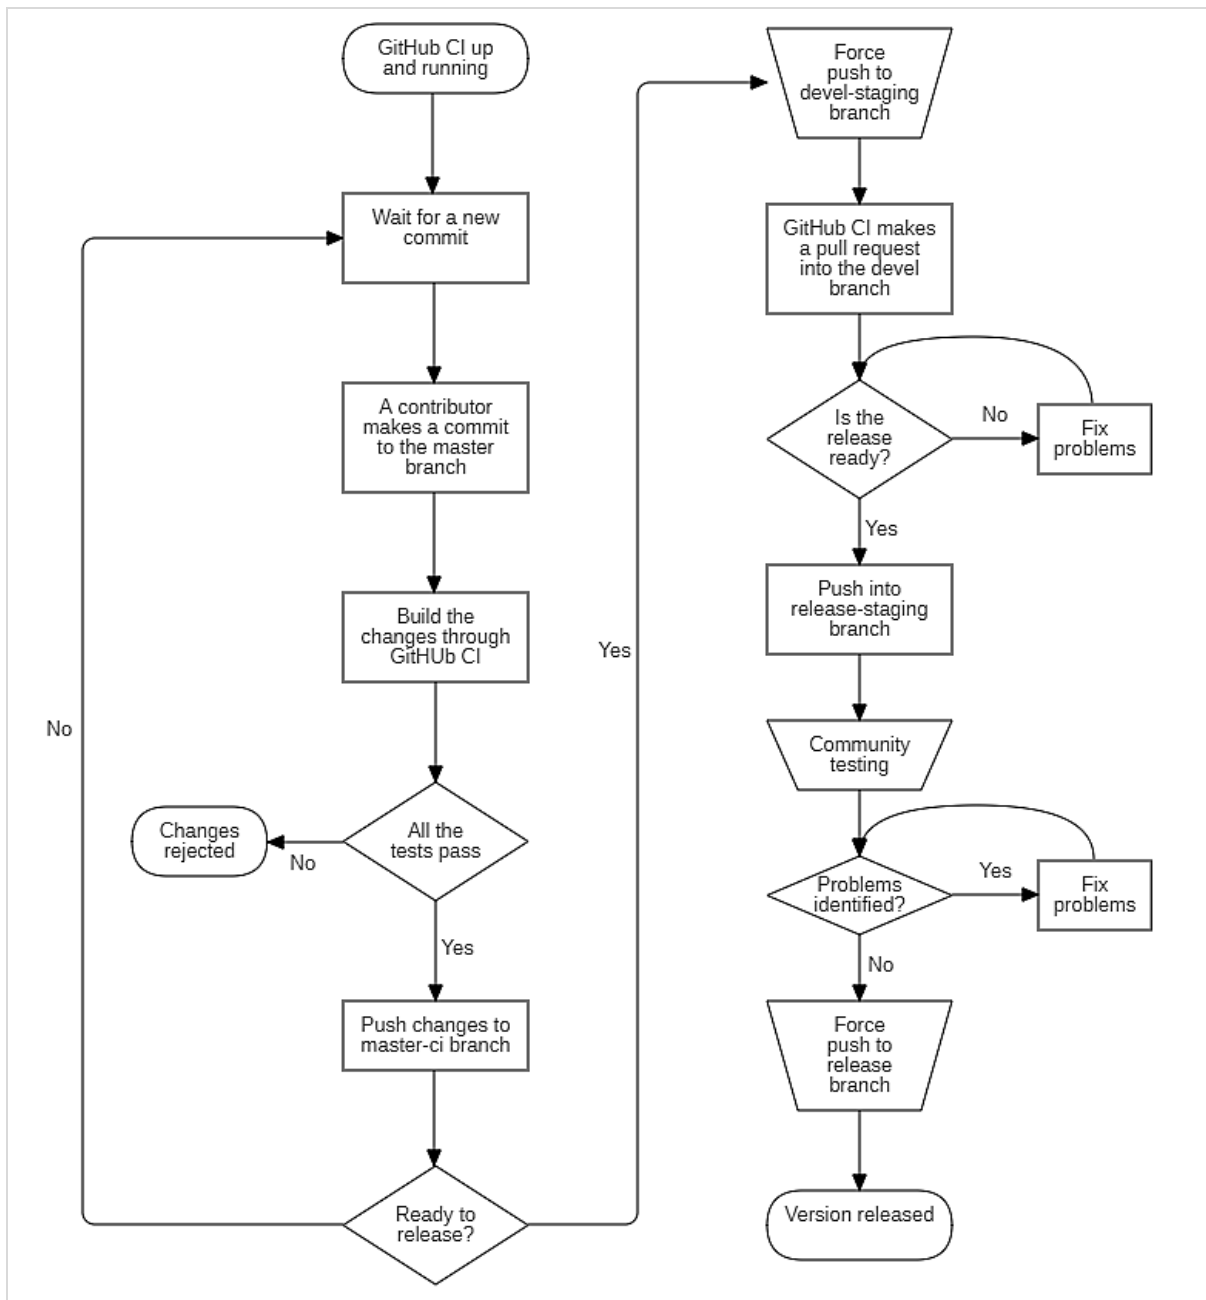 GitHub CI up
and running
Wait for a new
commit
A contributor
makes a commit
to the master
branch
Build the
changes through
GitHUb CI
All the
tests pass
No
Changes
rejected
Yes
Push changes to
master-ci branch
Ready to
release?
No
Yes
Force
push to
devel-staging
branch
GitHub CI makes
a pull request
into the devel
branch
Is the
release
ready?
No
Fix
problems
Yes
Push into
release-staging
branch
Community
testing
Problems
identified?
Yes
Fix
problems
No
Force
push to
release
branch
Version released